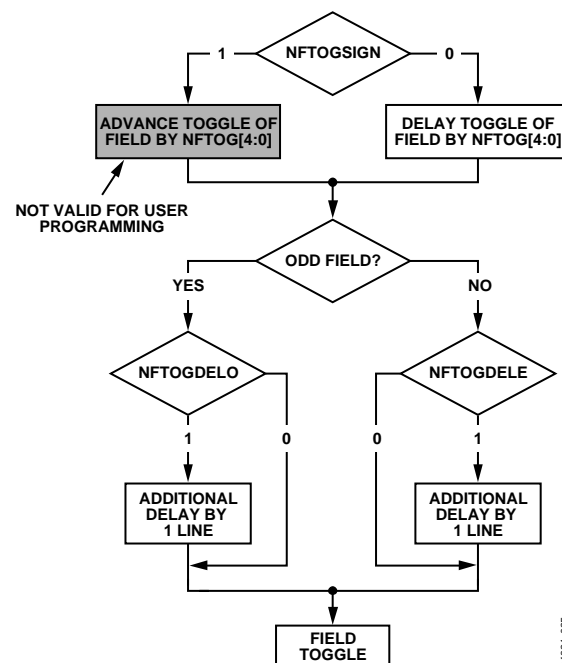 NFTOGSIGN
1
0
ADVANCE TOGGLE OF
FIELD BY NFTOG[4:0]
DELAY TOGGLE OF
FIELD BY NFTOG[4:0]
NOT VALID FOR USER
PROGRAMMING
ODD FIELD?
YES
NO
NFTOGDELO
NFTOGDELE
1
0
0
1
ADDITIONAL
DELAY BY
1 LINE
ADDITIONAL
DELAY BY
1 LINE
FIELD
TOGGLE